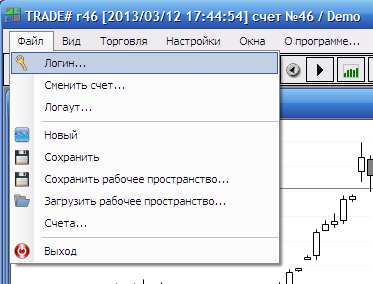 TRADE# r46 [2013/03/12 17:44:54] счет №46 / Demo
Файл Вид Торговля Настройки Окна О программе...
Логин...
Сменить счет...
Логаут...
Новый
Сохранить
Сохранить рабочее пространство...
Загрузить рабочее пространство...
Счета...
Выход